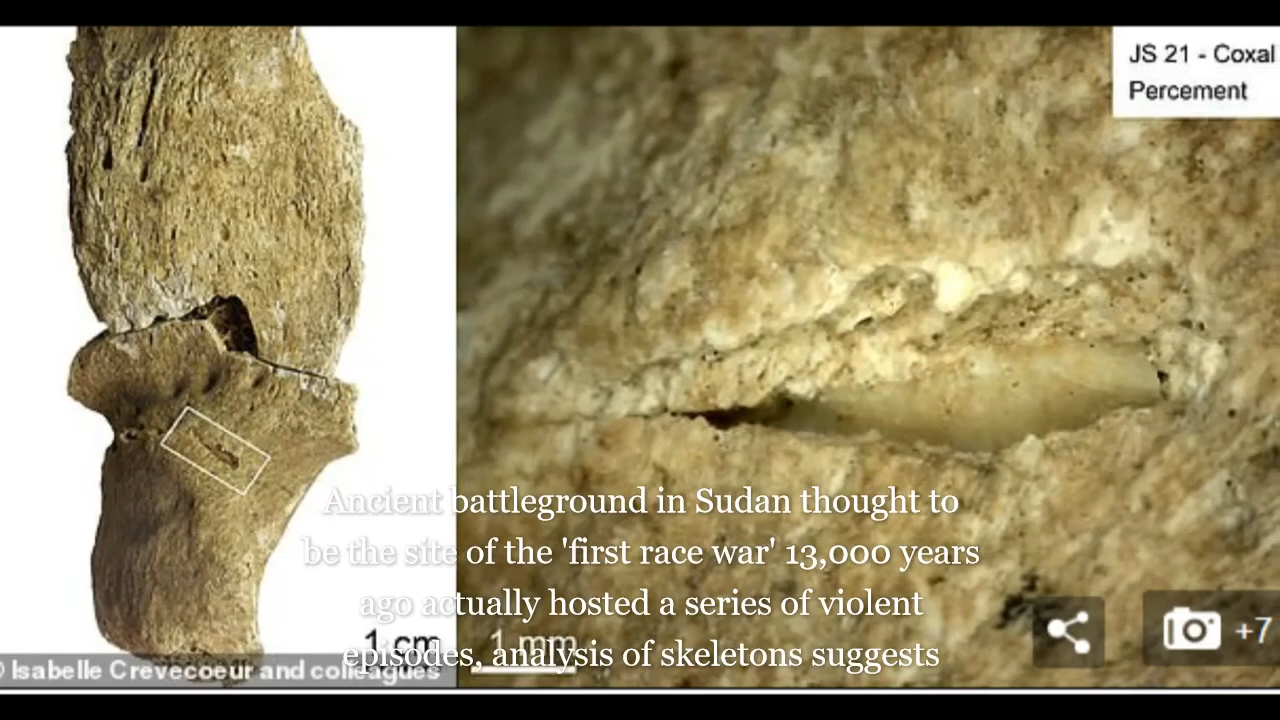 JS 21 - Coxal
Percement
Ancient battleground in Sudan thought to
be the site of the 'first race war' 13,000 years
ago actually hosted a series of violent
episodes, analysis of skeletons suggests
1 cm
1 mm
+7
© Isabelle Crevecoeur and colleagues